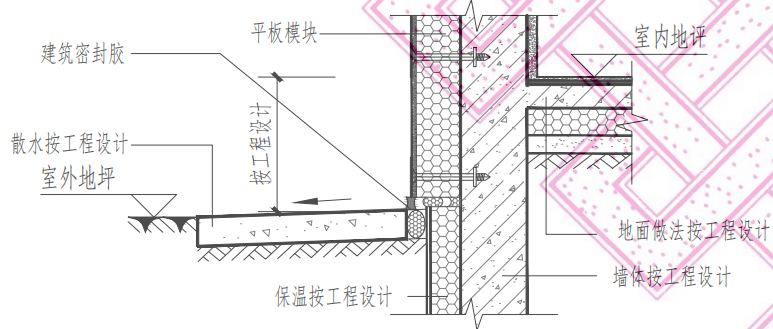 平板模块
室内地坪
建筑密封胶
按工程设计
散水按工程设计
室外地坪
地面做法按工程设计
墙体按工程设计
保温按工程设计